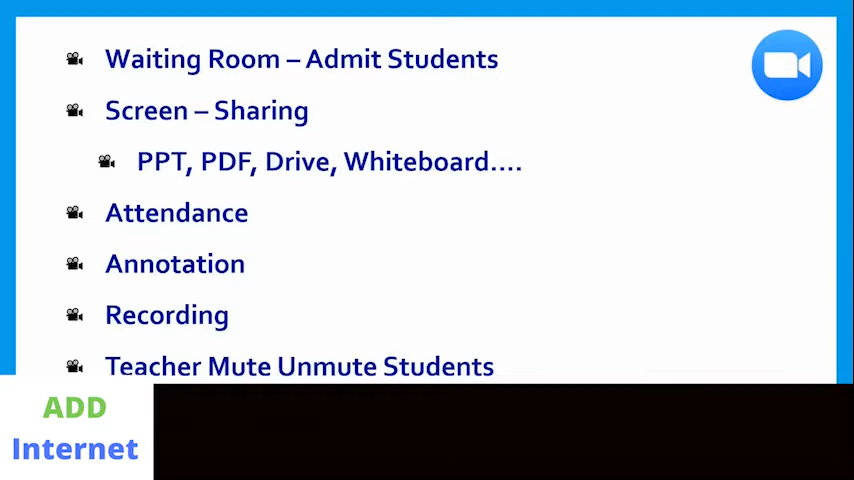 Waiting Room – Admit Students
Screen – Sharing
PPT, PDF, Drive, Whiteboard....
Attendance
Annotation
Recording
Teacher Mute Unmute Students
ADD
Internet